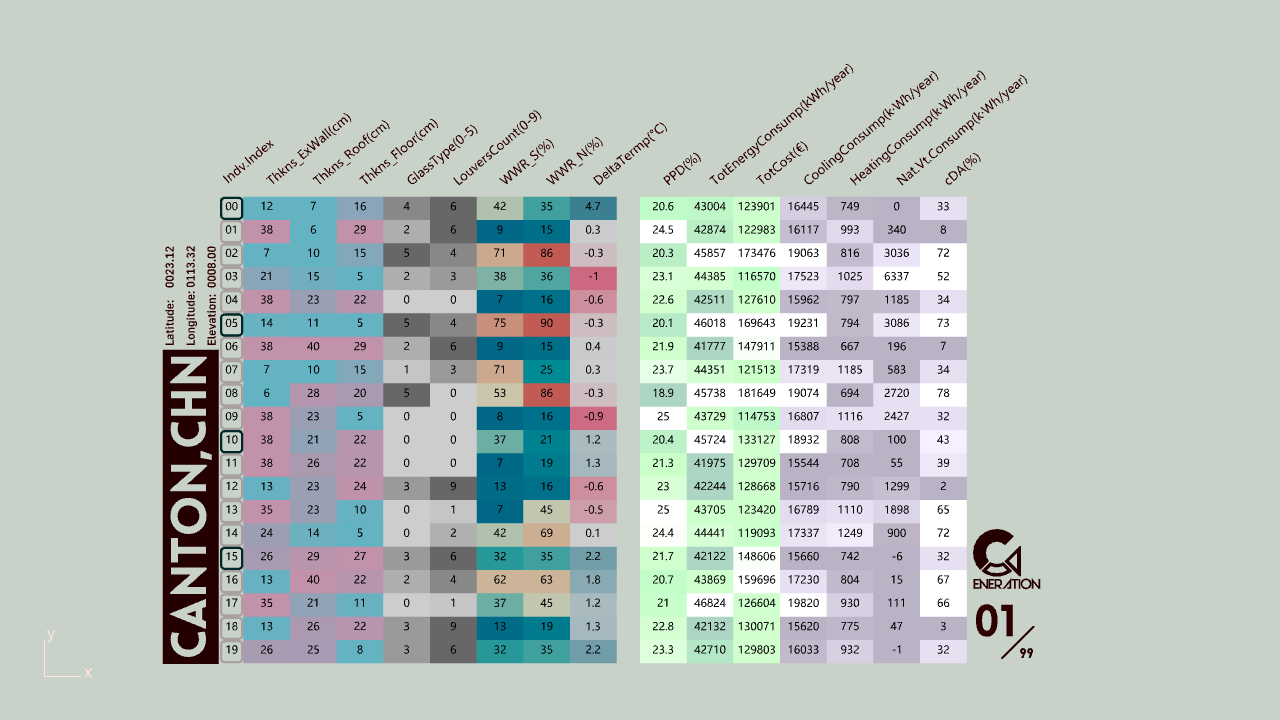 Indv.Index Thkns_ExWall(cm) Thkns_Roof(cm) Thkns_Floor(cm) GlassType(0-5) LouversCount(0-9) WWR_S(%) WWR_N(%) DeltaTermp(°C) PPD(%) TotEnergyConsump(kWh/year) TotCost(€) CoolingConsump(k·Wh/year) HeatingConsump(k·Wh/year) Nat.Vt.Consump(k·Wh/year) cDA(%)
00 12 7 16 4 6 42 35 4.7 20.6 43004 123901 16445 749 0 33
01 38 6 29 2 6 9 15 0.3 24.5 42874 122983 16117 993 340 8
02 7 10 15 5 4 71 86 -0.3 20.3 45857 173476 19063 816 3036 72
03 21 15 5 2 3 38 36 -1 23.1 44385 116570 17523 1025 6337 52
04 38 23 22 0 0 7 16 -0.6 22.6 42511 127610 15962 797 1185 34
05 14 11 5 5 4 75 90 -0.3 20.1 46018 169643 19231 794 3086 73
06 38 40 29 2 6 9 15 0.4 21.9 41777 147911 15388 667 196 7
07 7 10 15 1 3 71 25 0.3 23.7 44351 121513 17319 1185 583 34
08 6 28 20 5 0 53 86 -0.3 18.9 45738 181649 19074 694 2720 78
09 38 23 5 0 0 8 16 -0.9 25 43729 114753 16807 1116 2427 32
10 38 21 22 0 0 37 21 1.2 20.4 45724 133127 18932 808 100 43
11 38 26 22 0 0 7 19 1.3 21.3 41975 129709 15544 708 55 39
12 13 23 24 3 9 13 16 -0.6 23 42244 128668 15716 790 1299 2
13 35 23 10 0 1 7 45 -0.5 25 43705 123420 16789 1110 1898 65
14 24 14 5 0 2 42 69 0.1 24.4 44441 119093 17337 1249 900 72
15 26 29 27 3 6 32 35 2.2 21.7 42122 148606 15660 742 -6 32
16 13 40 22 2 4 62 63 1.8 20.7 43869 159696 17230 804 15 67
17 35 21 11 0 1 37 45 1.2 21 46824 126604 19820 930 111 66
18 13 26 22 3 9 13 19 1.3 22.8 42132 130071 15620 775 47 3
19 26 25 8 3 6 32 35 2.2 23.3 42710 129803 16033 932 -1 32
Latitude: 0023.12
Longitude: 0113.32
Elevation: 0008.00
CANTON,CHN
ENERATION
01/99
y
x